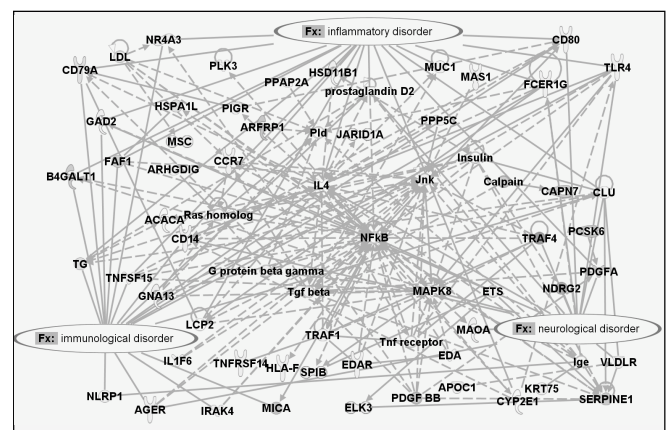 Fx: inflammatory disorder
NR4A3
CD80
LDL
CD79A
PLK3
HSD11B1
MUC1
TLR4
PPAP2A
MAS1
FCER1G
prostaglandin D2
HSPA1L
PIGR
GAD2
ARFRP1
Pld
JARID1A
PPP5C
MSC
FAF1
CCR7
Insulin
B4GALT1
ARHGDIG
IL4
Jnk
Calpain
CAPN7
CLU
ACACA
Ras homolog
CD14
NFkB
TRAF4
PCSK6
TG
G protein beta gamma
PDGFA
TNFSF15
GNA13
Tgf beta
MAPK8
ETS
NDRG2
LCP2
Fx: immunological disorder
TRAF1
Tnf receptor
MAOA
Fx: neurological disorder
IL1F6
TNFRSF14
HLA-F
SPIB
EDAR
EDA
Ige
VLDLR
NLRP1
AGER
IRAK4
MICA
ELK3
PDGF BB
APOC1
CYP2E1
KRT75
SERPINE1